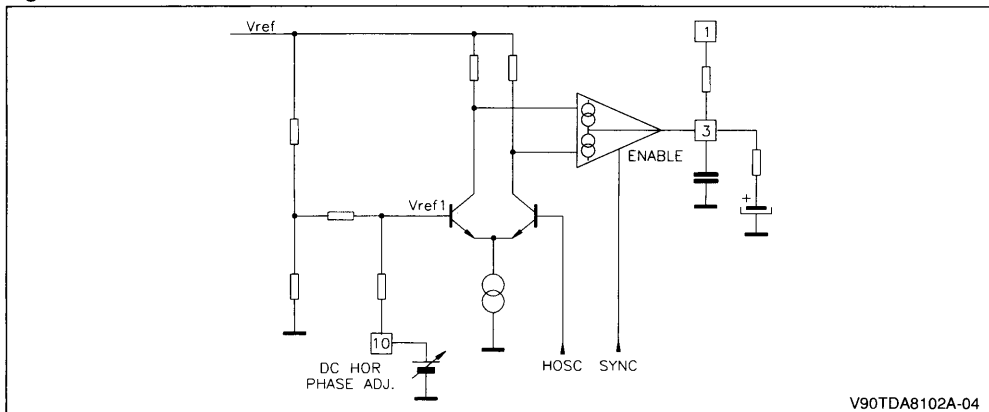 Vref
1
3
ENABLE
+
Vref1
10
DC HOR
PHASE ADJ.
HOSC SYNC
V90TDA8102A-04